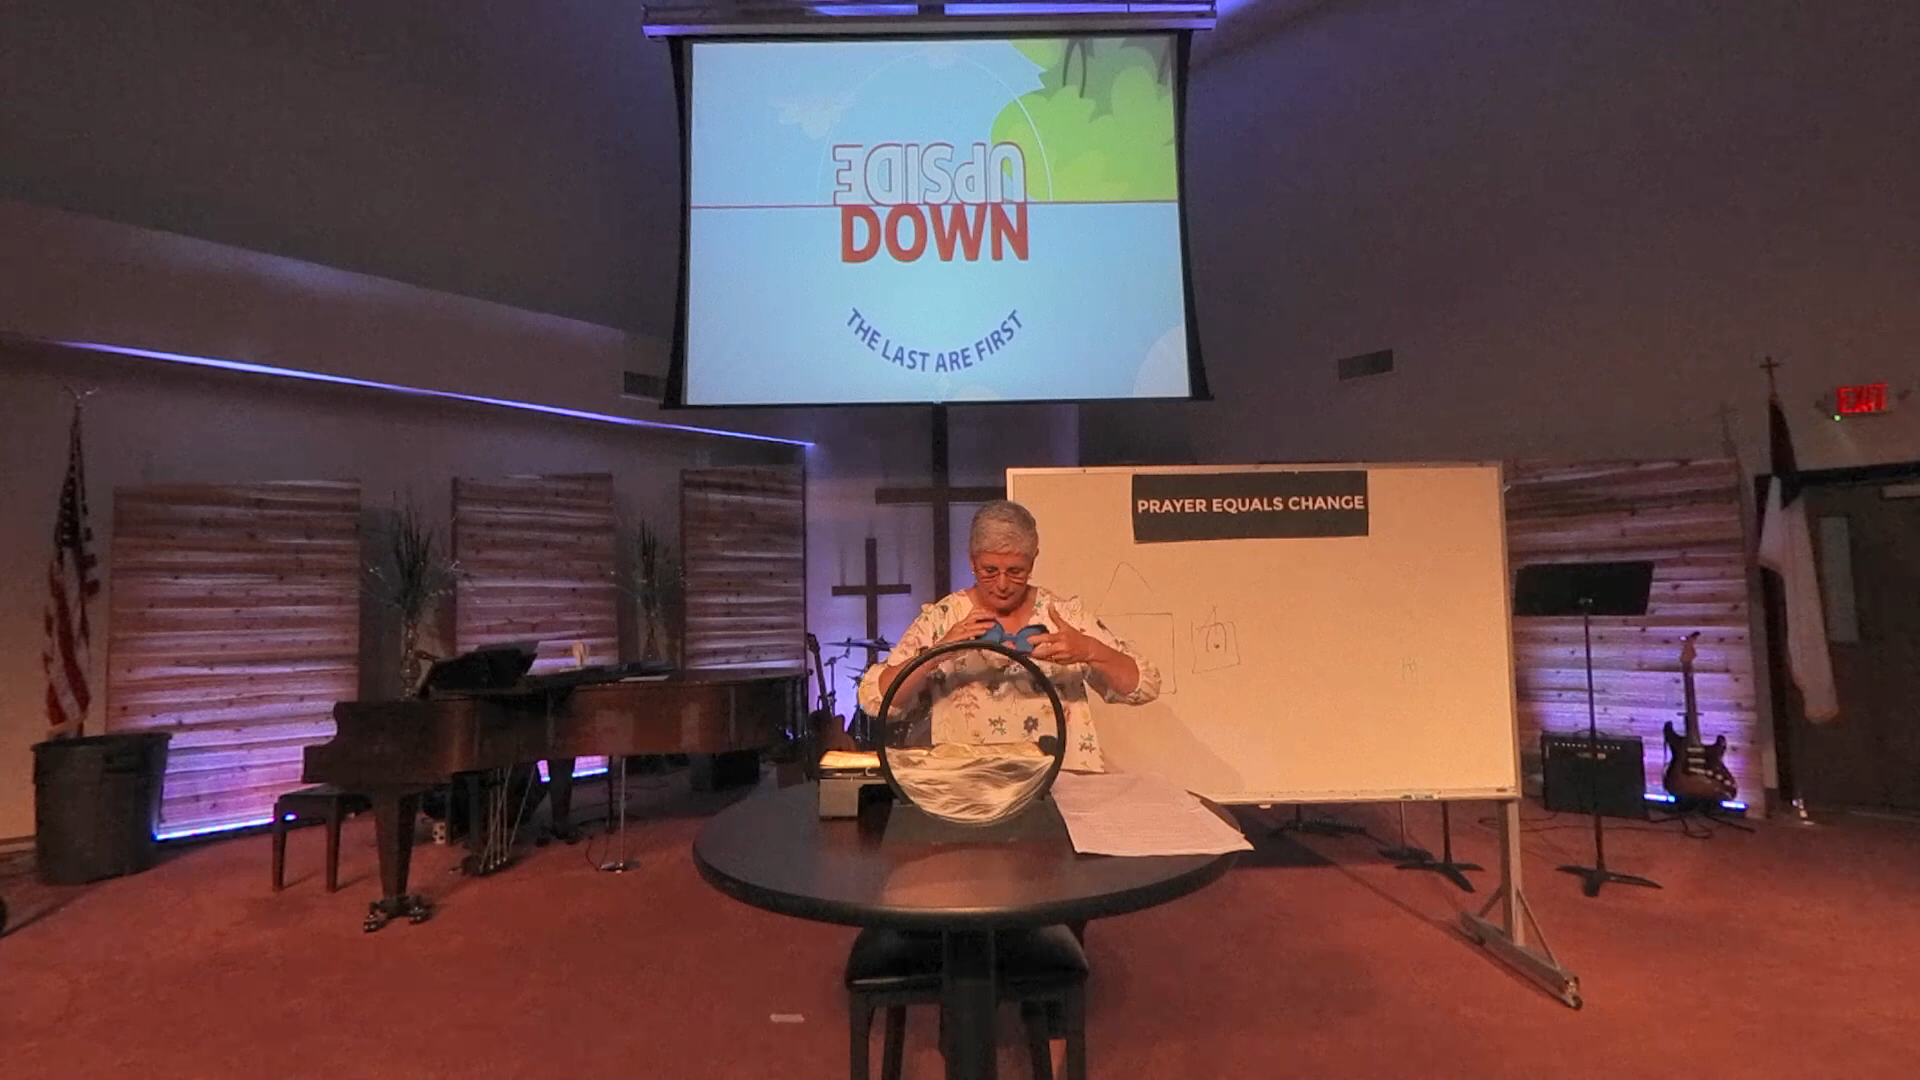 UPSIDE
DOWN
THE LAST ARE FIRST
PRAYER EQUALS CHANGE
EXIT